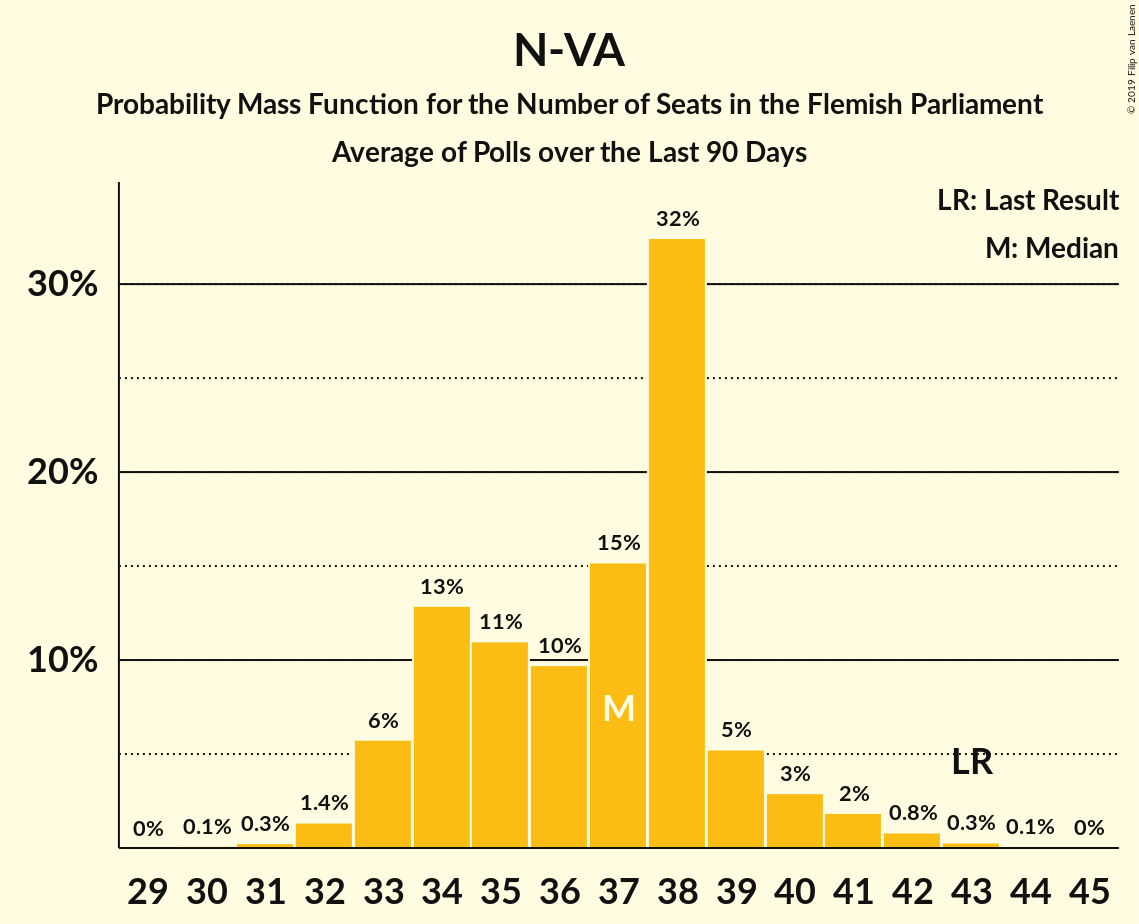 N-VA
Probability Mass Function for the Number of Seats in the Flemish Parliament
Average of Polls over the Last 90 Days
© 2019 Filip van Laenen
LR: Last Result
M: Median
30%
20%
10%
0%
0.1%
0.3%
1.4%
6%
13%
11%
10%
15%
32%
5%
3%
2%
0.8%
0.3%
0.1%
0%
M
LR
29 30 31 32 33 34 35 36 37 38 39 40 41 42 43 44 45